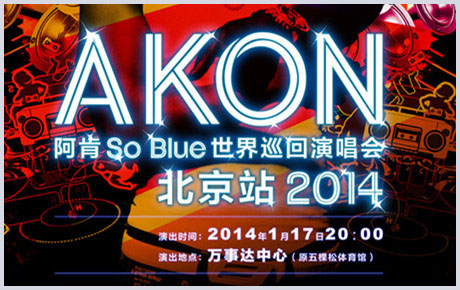 AKON
阿肯 So Blue 世界巡回演唱会
北京站 2014
演出时间：2014年1月17日20:00
演出地点：万事达中心（原五棵松体育馆）